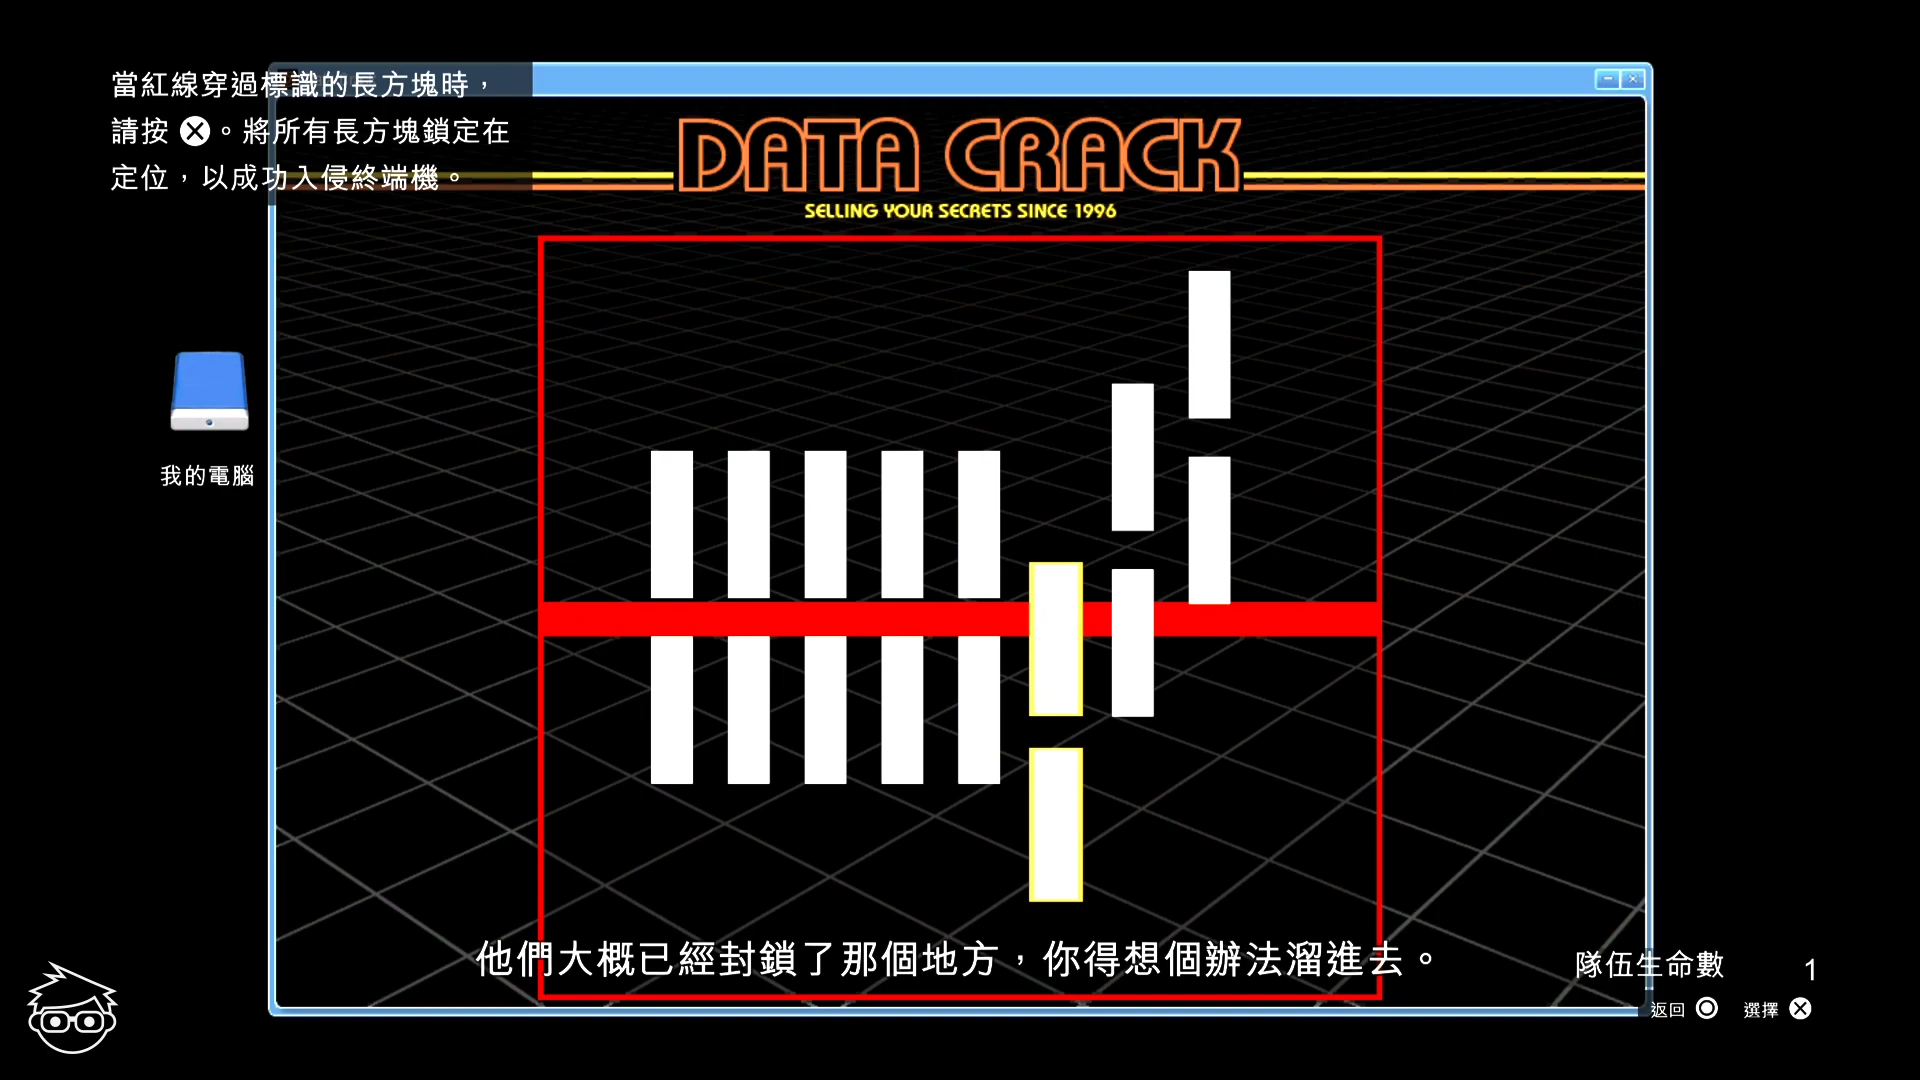 當紅線穿過標識的長方塊時，
請按 ⊗。將所有長方塊鎖定在
定位，以成功入侵終端機。
DATA CRACK
SELLING YOUR SECRETS SINCE 1996
我的電腦
他們大概已經封鎖了那個地方，你得想個辦法溜進去。
隊伍生命數 1
返回 選擇